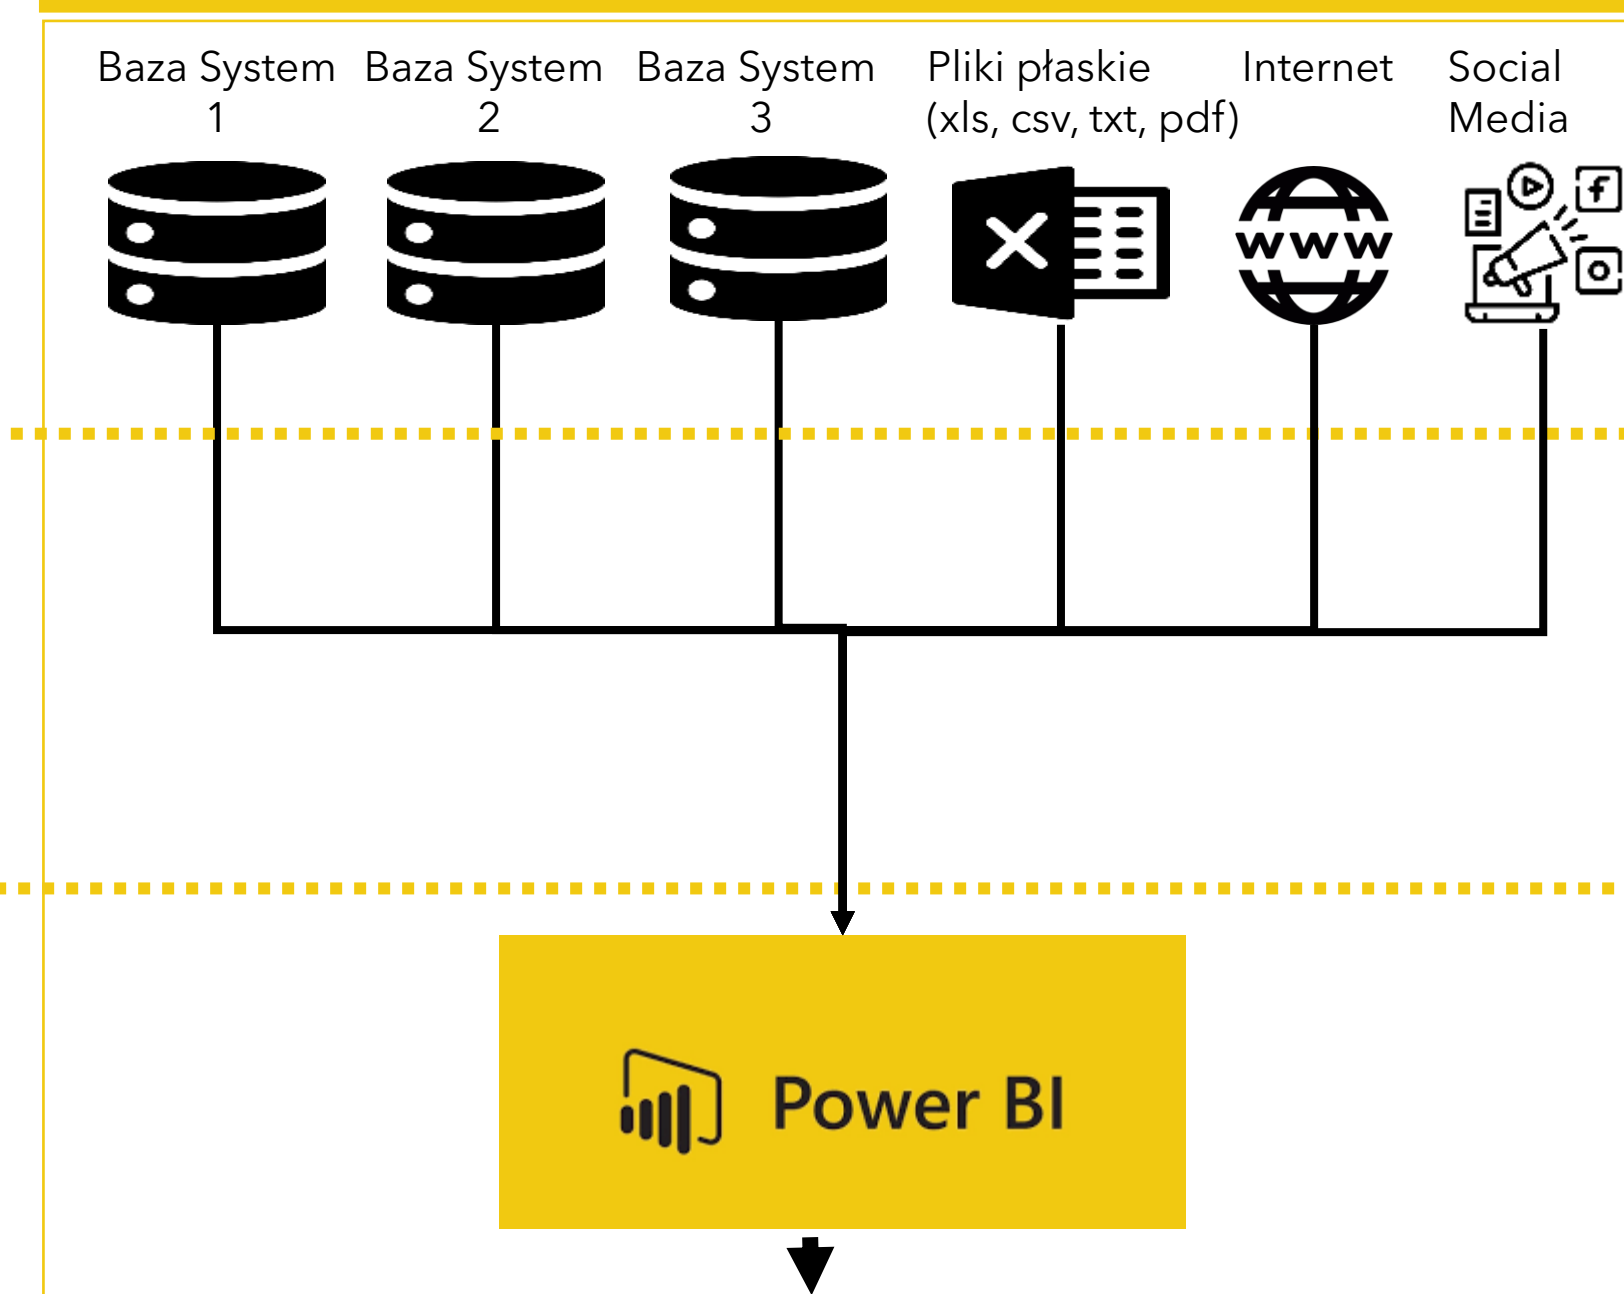 Baza System
1
Baza System
2
Baza System
3
Pliki płaskie
(xls, csv, txt, pdf)
Internet
Social
Media
www
Power BI